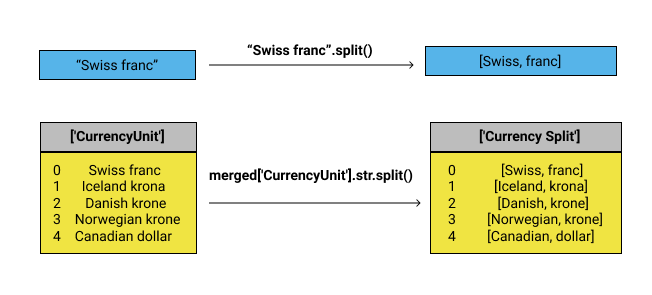 “Swiss franc”.split()
“Swiss franc”
[Swiss, franc]
['CurrencyUnit']
['Currency Split']
merged['CurrencyUnit'].str.split()
0 Swiss franc
1 Iceland krona
2 Danish krone
3 Norwegian krone
4 Canadian dollar
0 [Swiss, franc]
1 [Iceland, krona]
2 [Danish, krone]
3 [Norwegian, krone]
4 [Canadian, dollar]